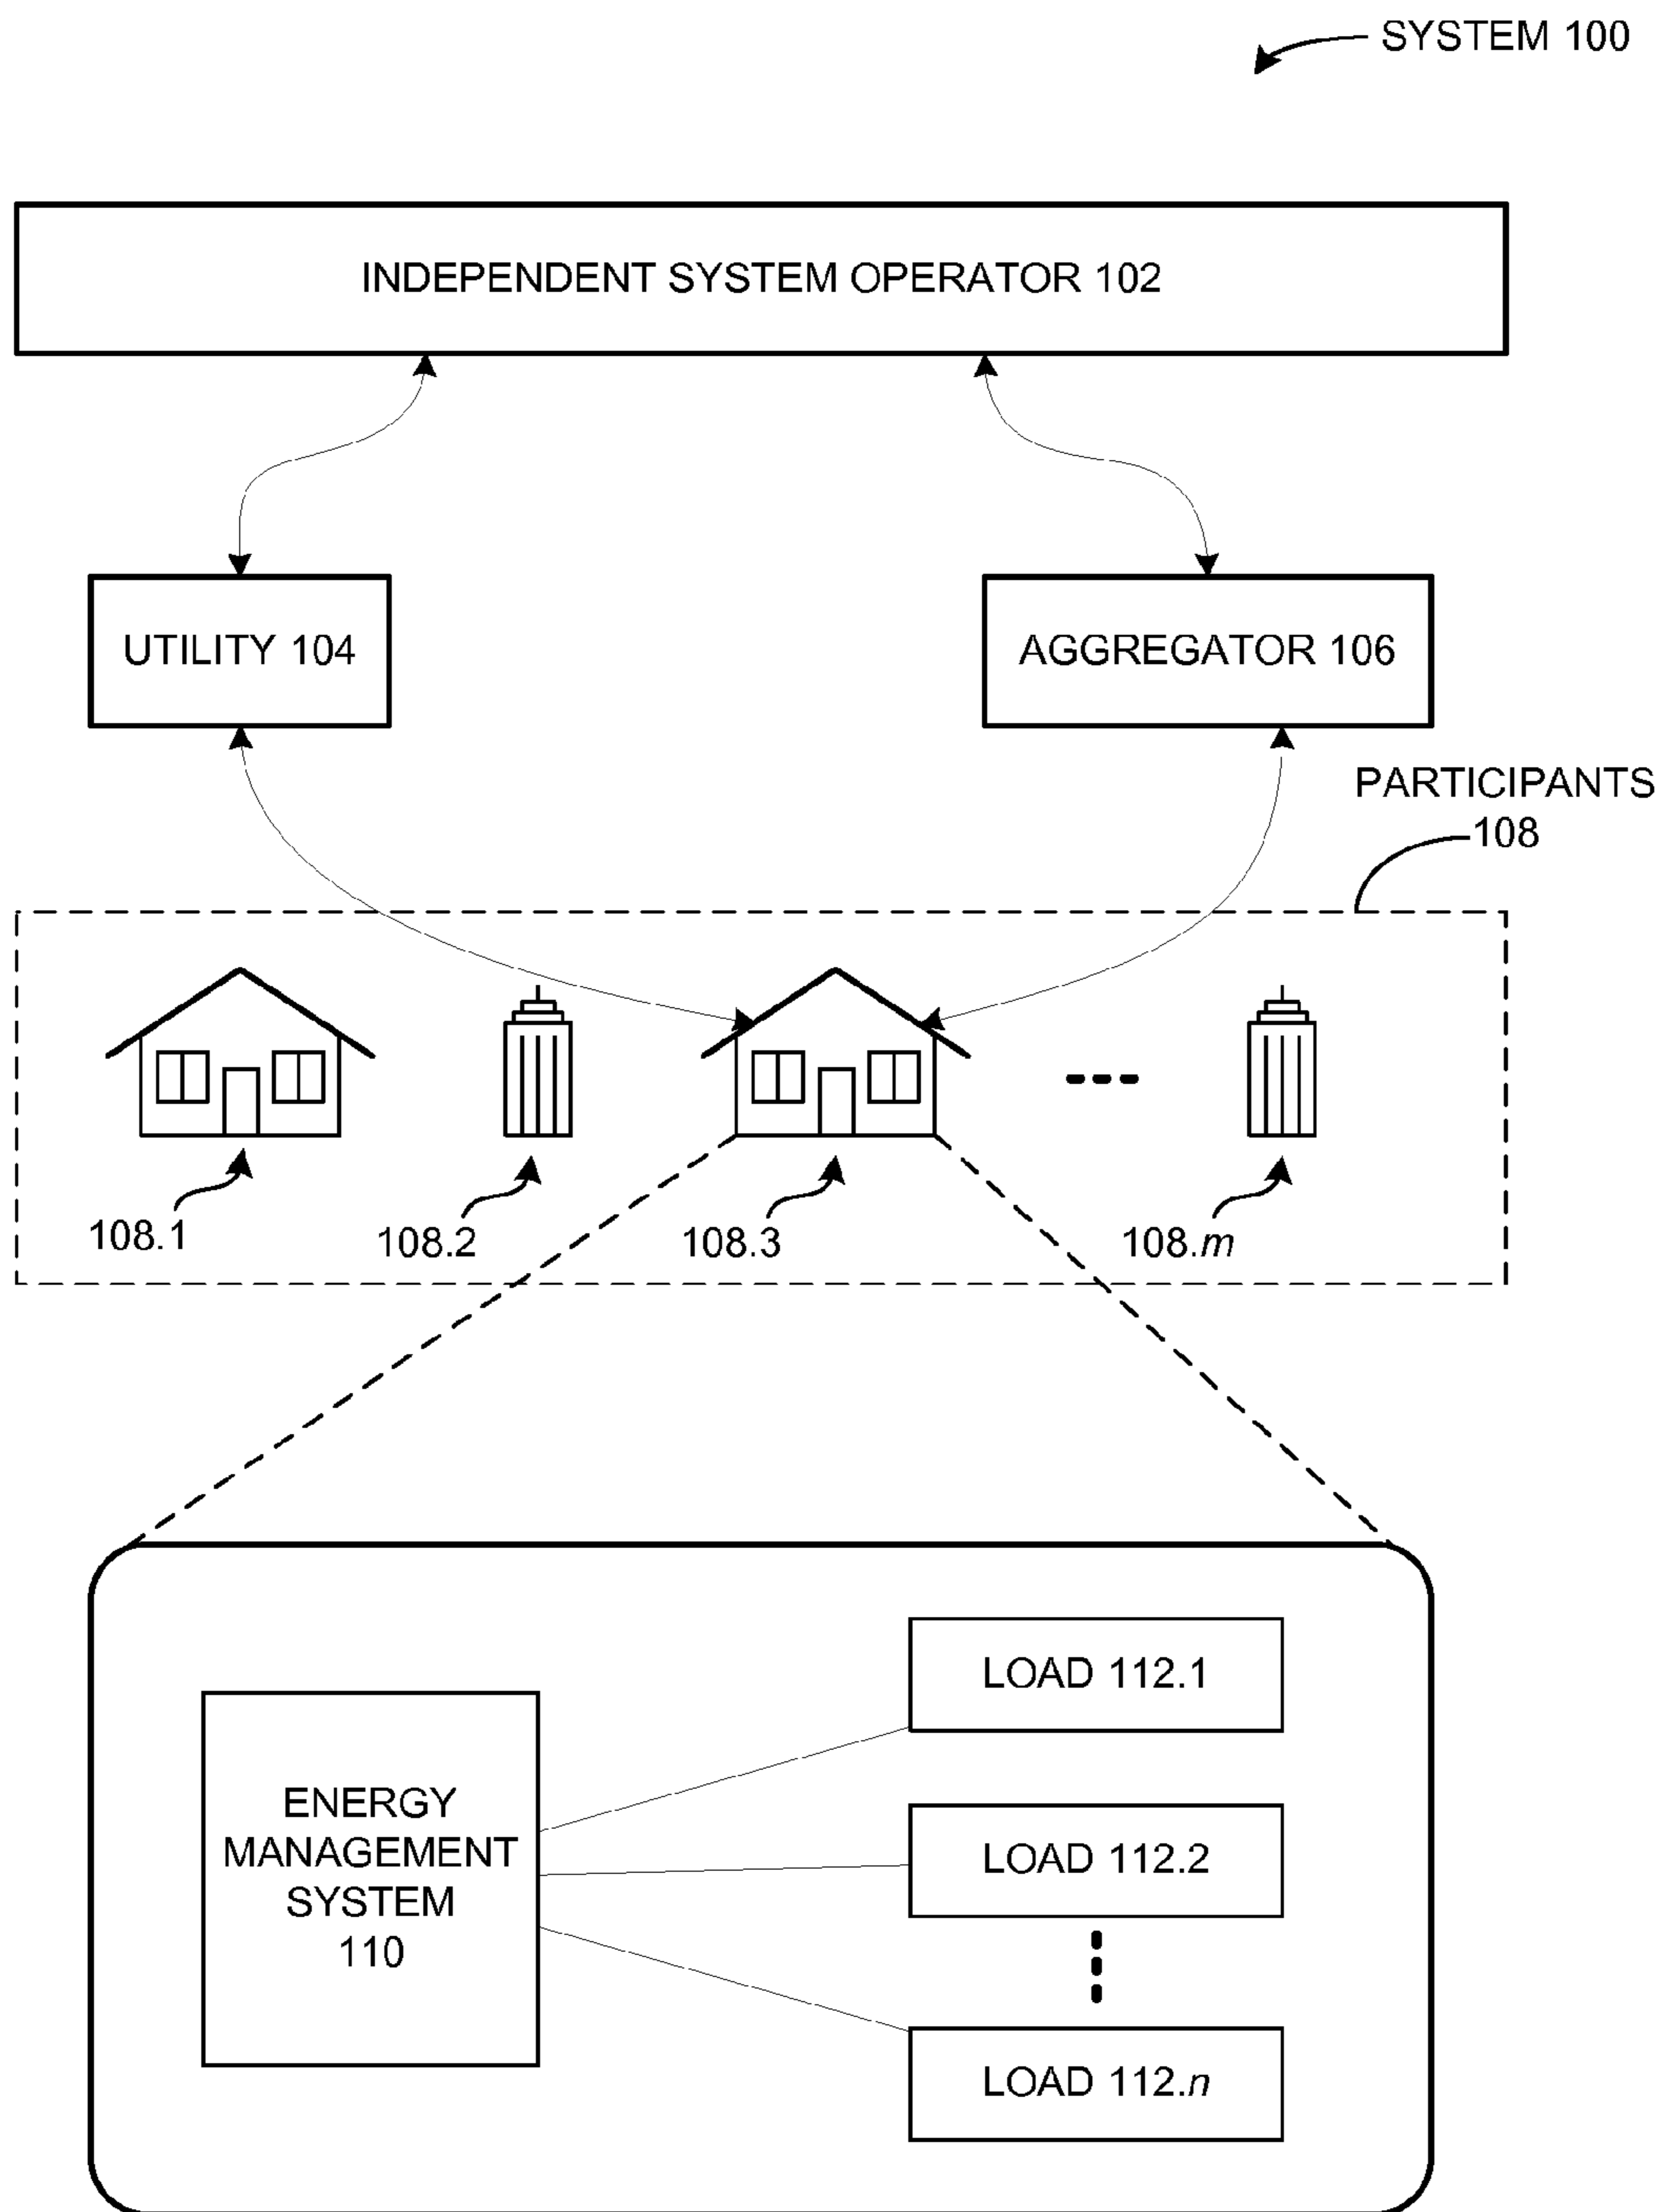 SYSTEM 100
INDEPENDENT SYSTEM OPERATOR 102
UTILITY 104
AGGREGATOR 106
PARTICIPANTS
108
108.1
108.2
108.3
108.m
LOAD 112.1
ENERGY
MANAGEMENT
SYSTEM
110
LOAD 112.2
LOAD 112.n